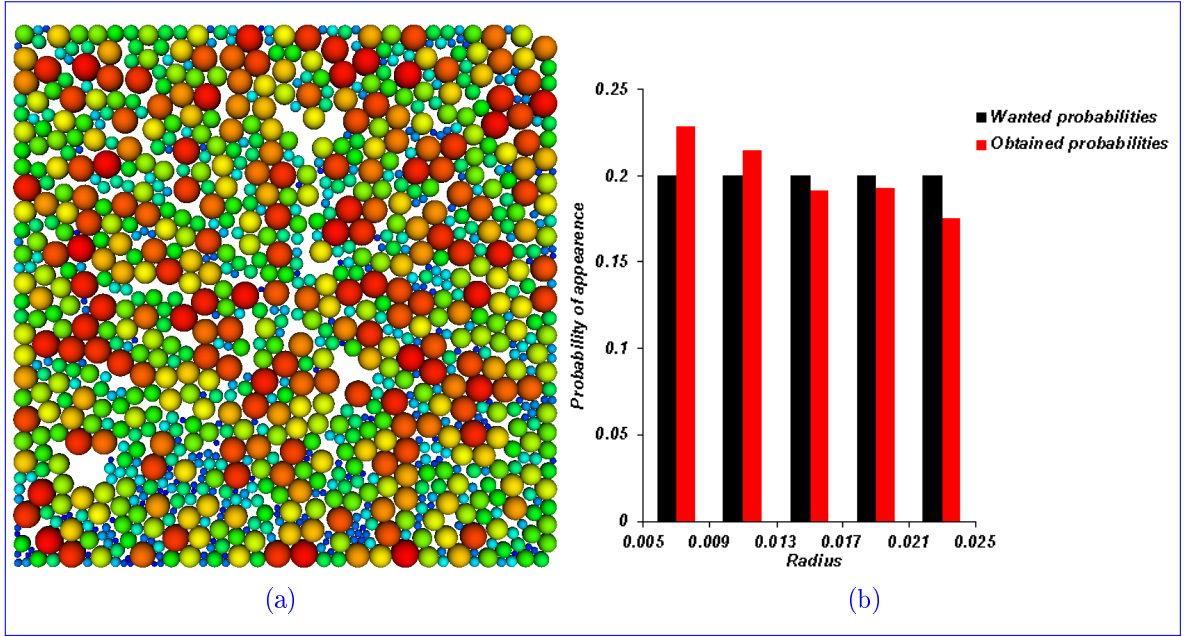 0.25
0.2
0.15
0.1
0.05
0
Probability of appearence
Wanted probabilities
Obtained probabilities
0.005 0.009 0.013 0.017 0.021 0.025
Radius
(a) (b)